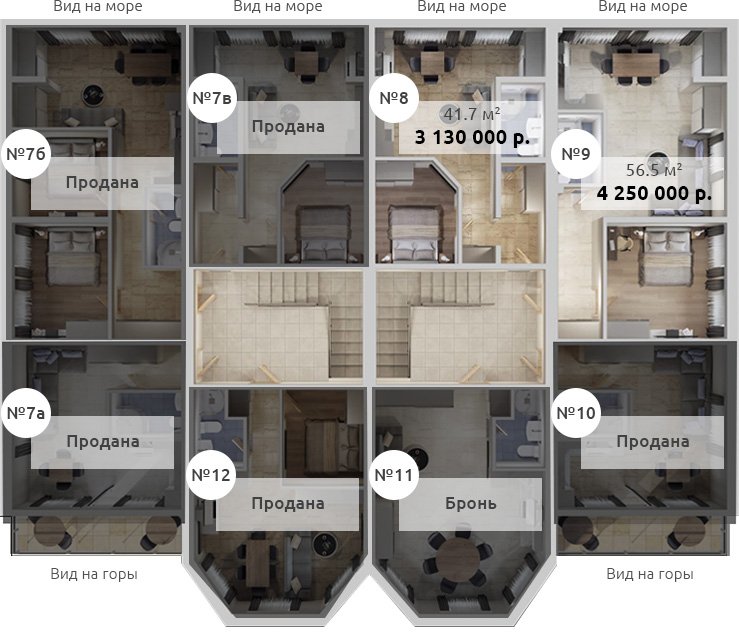 Вид на море
Вид на море
Вид на море
Вид на море
№7б
Продана
№7в
Продана
№8
41.7 м²
3 130 000 р.
№9
56.5 м²
4 250 000 р.
№7а
Продана
№12
Продана
№11
Бронь
№10
Продана
Вид на горы
Вид на горы